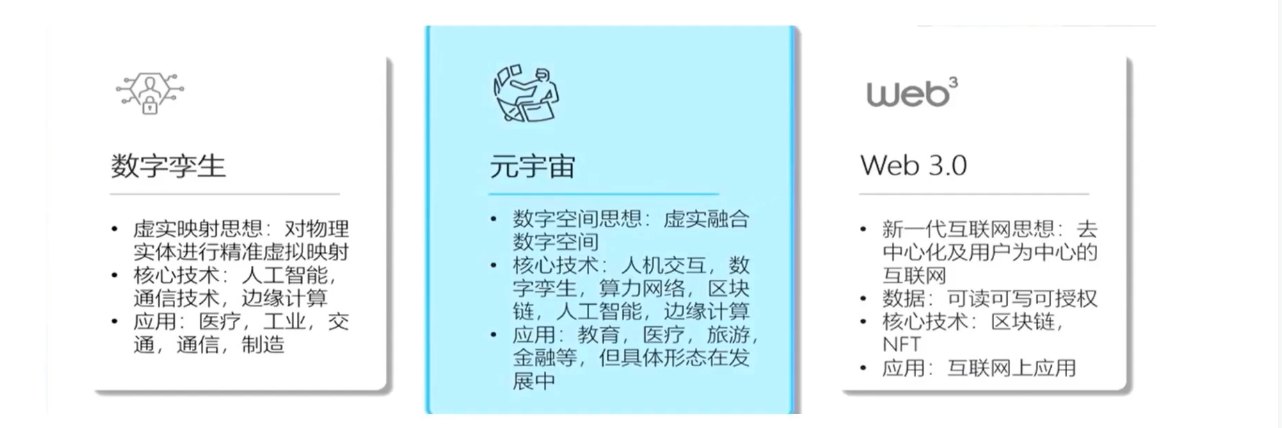 数字孪生
• 虚实映射思想：对物理
实体进行精准虚拟映射
• 核心技术：人工智能，
通信技术，边缘计算
• 应用：医疗，工业，交
通，通信，制造
元宇宙
• 数字空间思想：虚实融合
数字空间
• 核心技术：人机交互，数
字孪生，算力网络，区块
链，人工智能，边缘计算
• 应用：教育，医疗，旅游，
金融等，但具体形态在发
展中
web³
Web 3.0
• 新一代互联网思想：去
中心化及用户为中心的
互联网
• 数据：可读可写可授权
• 核心技术：区块链，
NFT
• 应用：互联网上应用